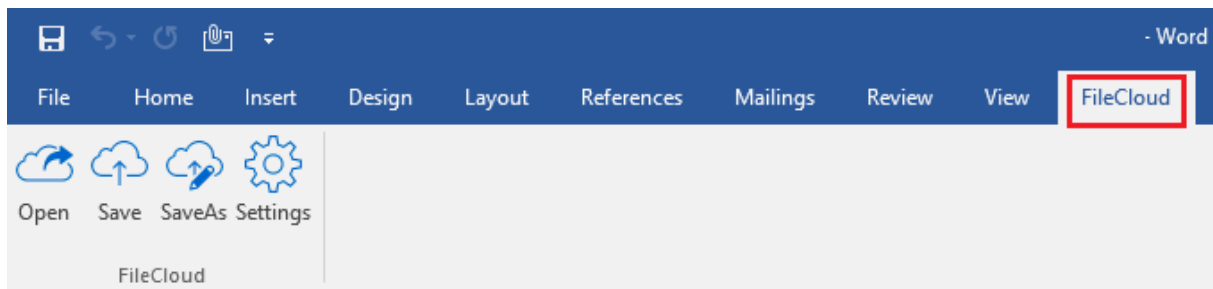 - Word
File Home Insert Design Layout References Mailings Review View FileCloud
Open Save SaveAs Settings
FileCloud